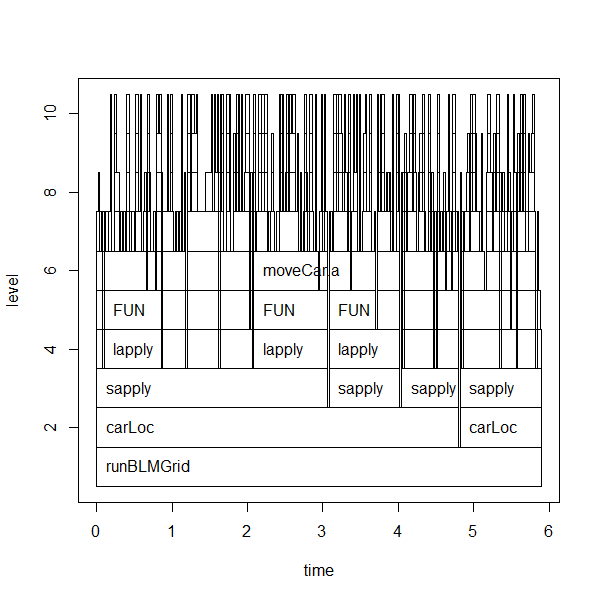 10
8
6
4
2
level
moveCarla
FUN FUN FUN
lapply lapply lapply
sapply sapply sapply sapply
carLoc carLoc
runBLMGrid
0 1 2 3 4 5 6
time